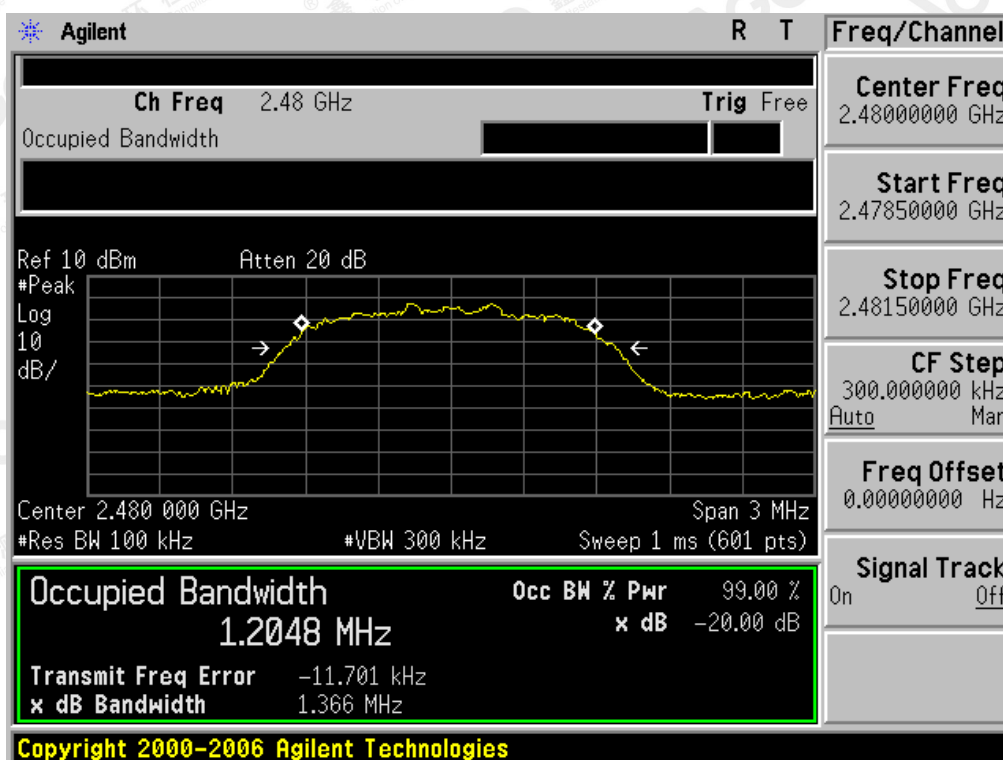 Agilent R T
Ch Freq 2.48 GHz Trig Free
Occupied Bandwidth
Ref 10 dBm Atten 20 dB
#Peak
Log
10
dB/
Center 2.480 000 GHz Span 3 MHz
#Res BW 100 kHz #VBW 300 kHz Sweep 1 ms (601 pts)
Occupied Bandwidth Occ BW % Pwr 99.00 %
1.2048 MHz x dB -20.00 dB
Transmit Freq Error -11.701 kHz
x dB Bandwidth 1.366 MHz
Copyright 2000-2006 Agilent Technologies
Freq/Channel
Center Freq
2.48000000 GHz
Start Freq
2.47850000 GHz
Stop Freq
2.48150000 GHz
CF Step
300.000000 kHz
Auto Man
Freq Offset
0.00000000 Hz
Signal Track
On Off